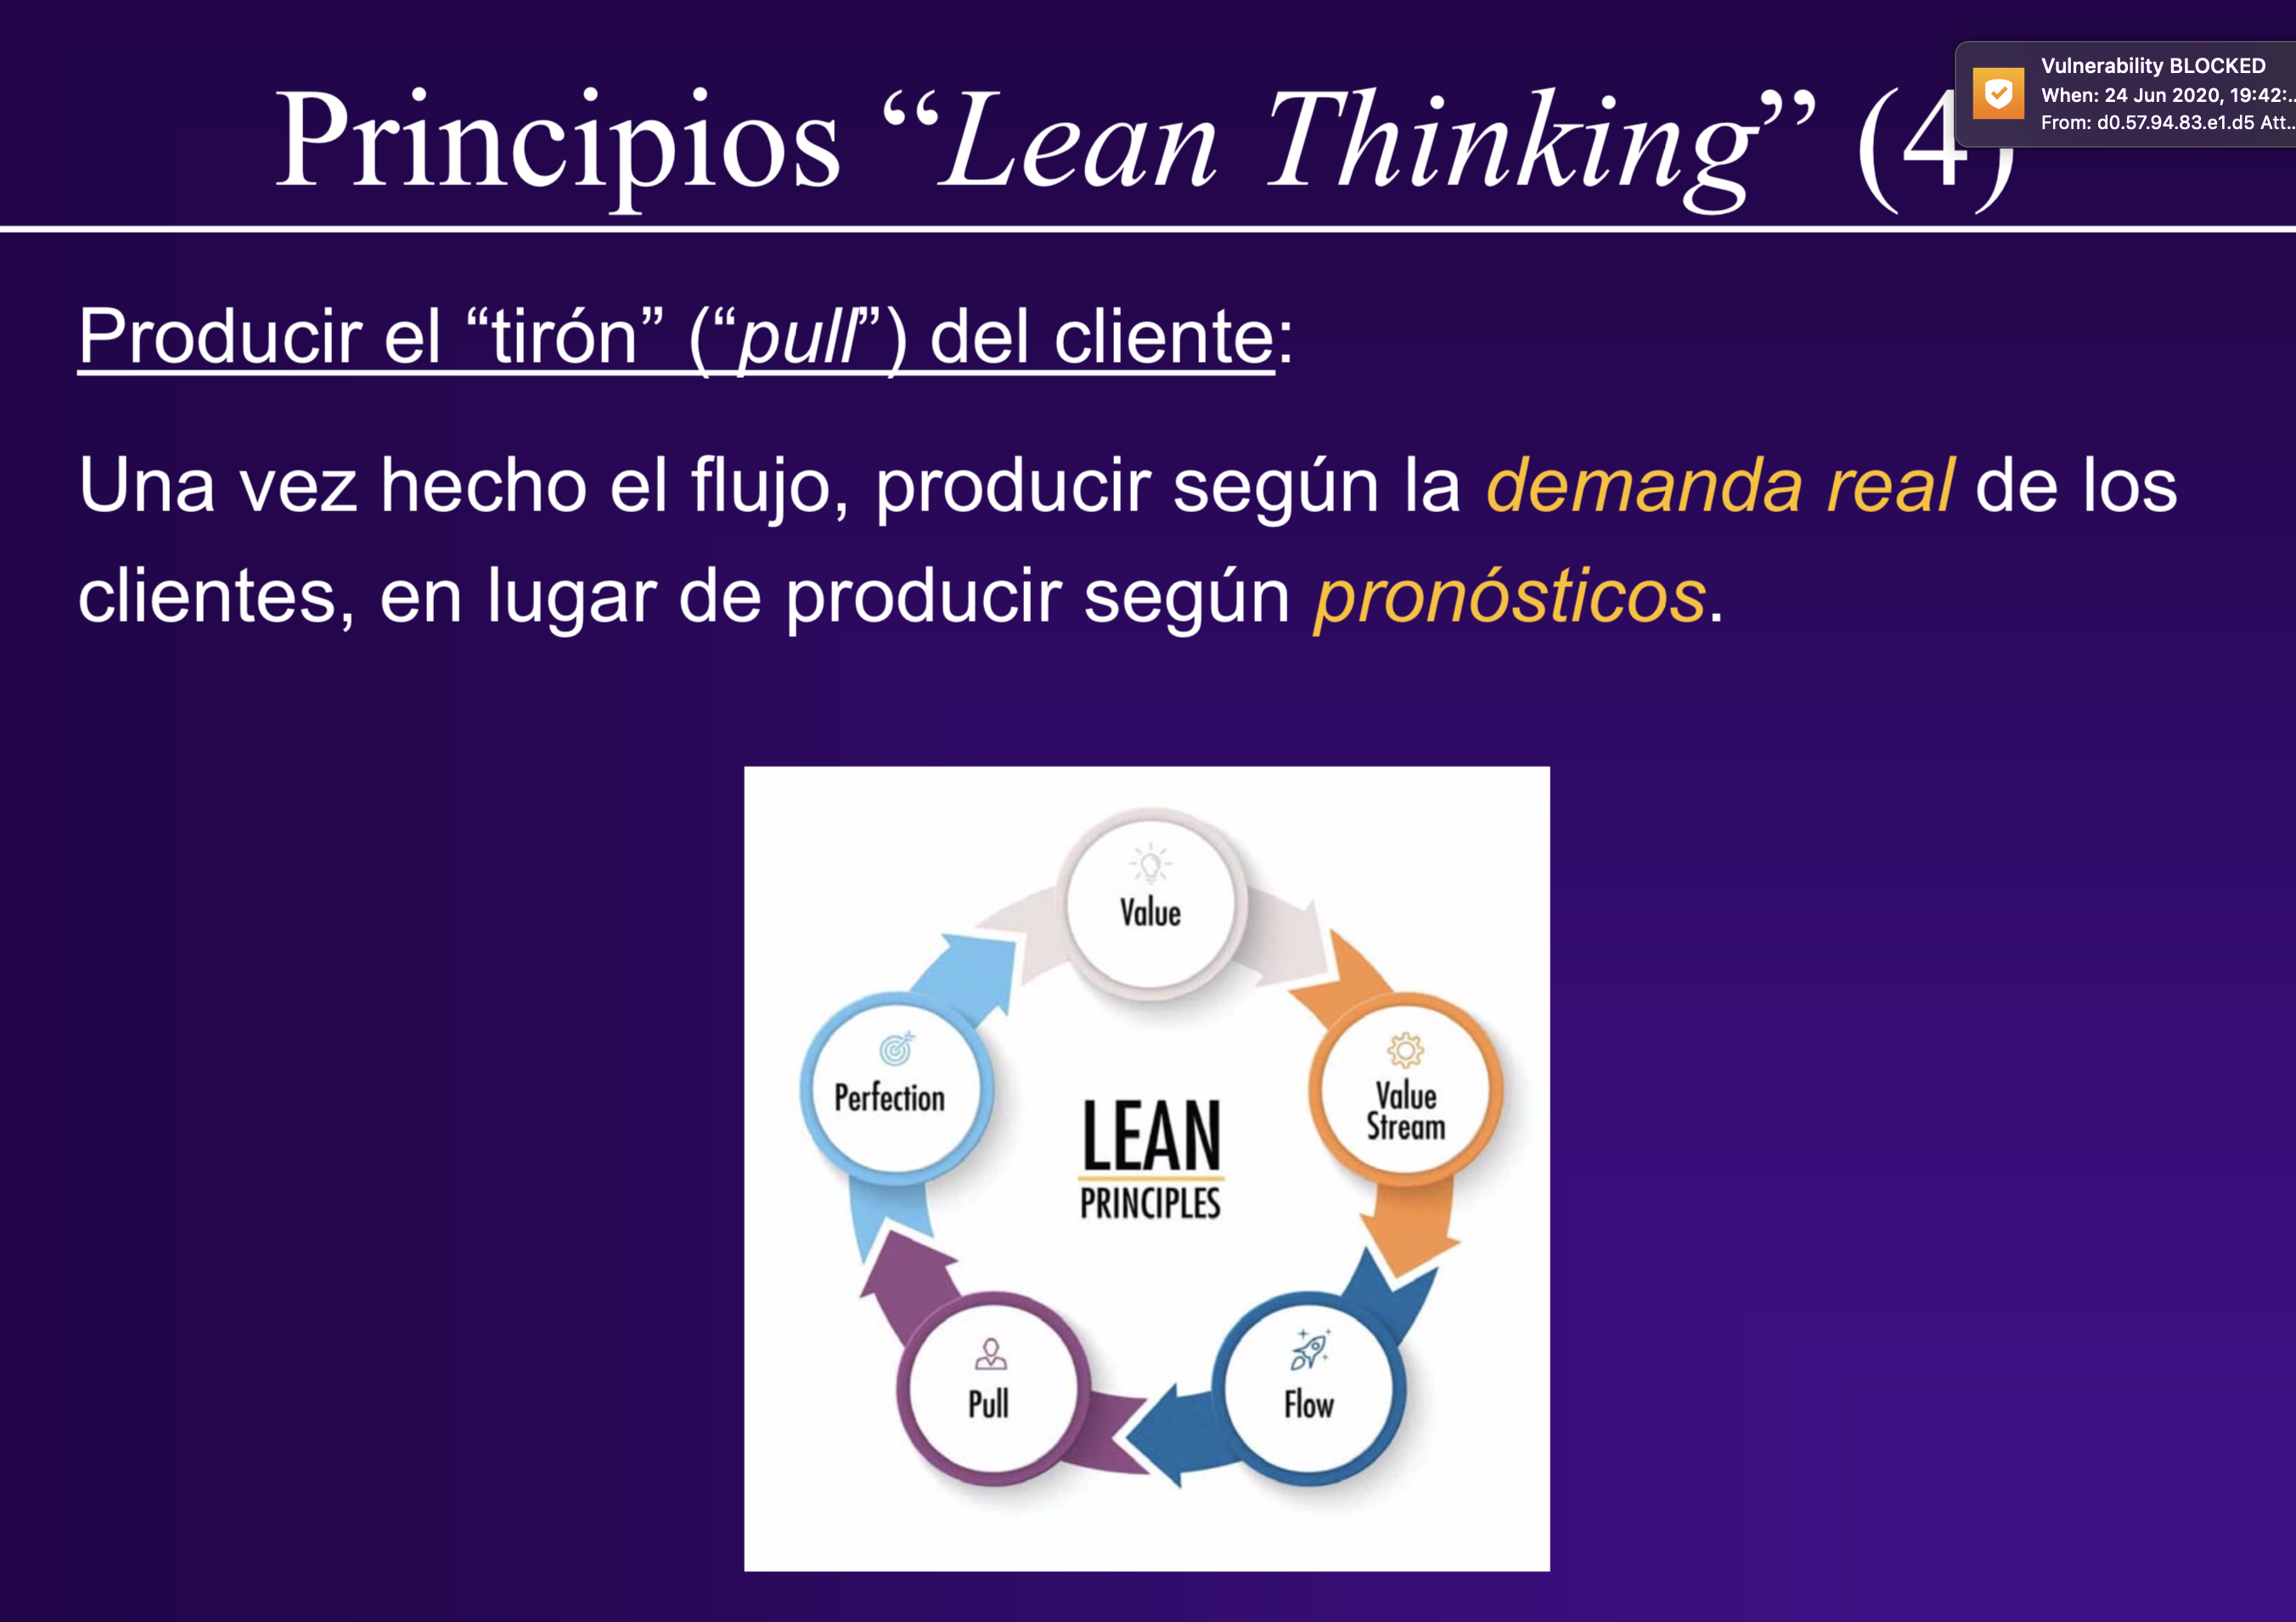 Principios “Lean Thinking” (4)
Vulnerability BLOCKED
When: 24 Jun 2020, 19:42:...
From: d0.57.94.83.e1.d5 Att...
Producir el “tirón” (“pull”) del cliente:
Una vez hecho el flujo, producir según la demanda real de los
clientes, en lugar de producir según pronósticos.
Value
Value
Stream
Flow
Pull
Perfection
LEAN
PRINCIPLES